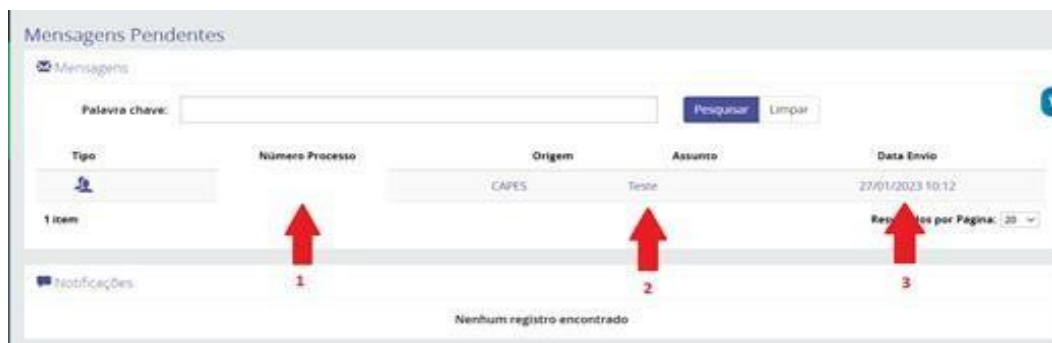 Mensagens Pendentes
Mensagens
Palavra chave: Pesquisar Limpar
Tipo Número Processo Origem Assunto Data Envio
CAPES Teste 27/01/2023 10:12
1 item por Página: 20
1 2 3
Notificações
Nenhum registro encontrado